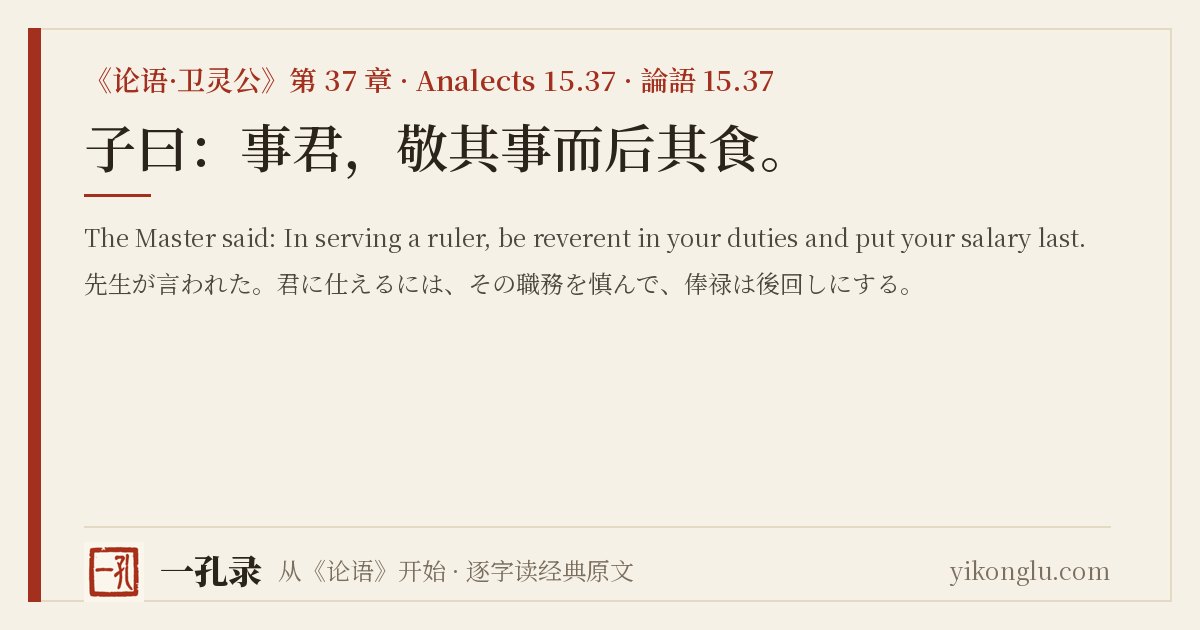 《论语·卫灵公》第 37 章 · Analects 15.37 · 論語 15.37
子曰：事君，敬其事而后其食。
The Master said: In serving a ruler, be reverent in your duties and put your salary last.
先生が言われた。君に仕えるには、その職務を慎んで、俸禄は後回しにする。
一孔
一孔录 从《论语》开始 · 逐字读经典原文 yikonglu.com